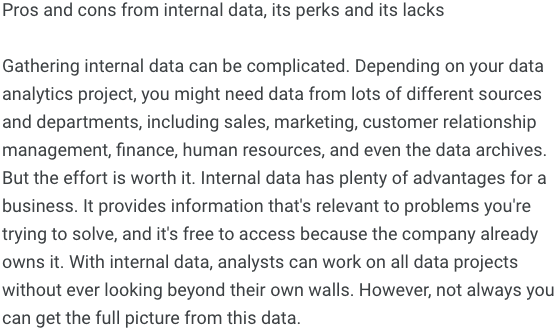 Pros and cons from internal data, its perks and its lacks
Gathering internal data can be complicated. Depending on your data
analytics project, you might need data from lots of different sources
and departments, including sales, marketing, customer relationship
management, finance, human resources, and even the data archives.
But the effort is worth it. Internal data has plenty of advantages for a
business. It provides information that's relevant to problems you're
trying to solve, and it's free to access because the company already
owns it. With internal data, analysts can work on all data projects
without ever looking beyond their own walls. However, not always you
can get the full picture from this data.